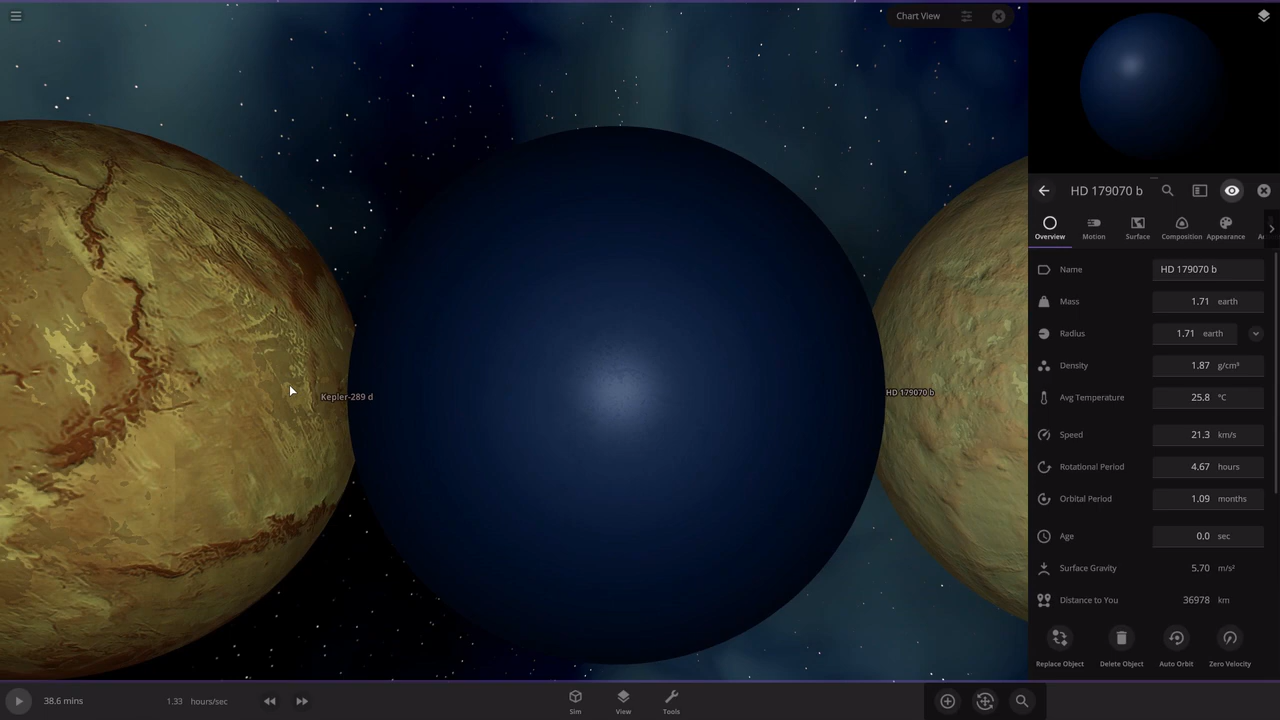 Chart View
Kepler-289 d
HD 179070 b
HD 179070 b
Overview
Motion
Surface
Composition
Appearance
Name HD 179070 b
Mass 1.71 earth
Radius 1.71 earth
Density 1.87 g/cm³
Avg Temperature 25.8 °C
Speed 21.3 km/s
Rotational Period 4.67 hours
Orbital Period 1.09 months
Age 0.0 sec
Surface Gravity 5.70 m/s²
Distance to You 36978 km
Replace Object
Delete Object
Auto Orbit
Zero Velocity
38.6 mins
1.33 hours/sec
Sim
View
Tools